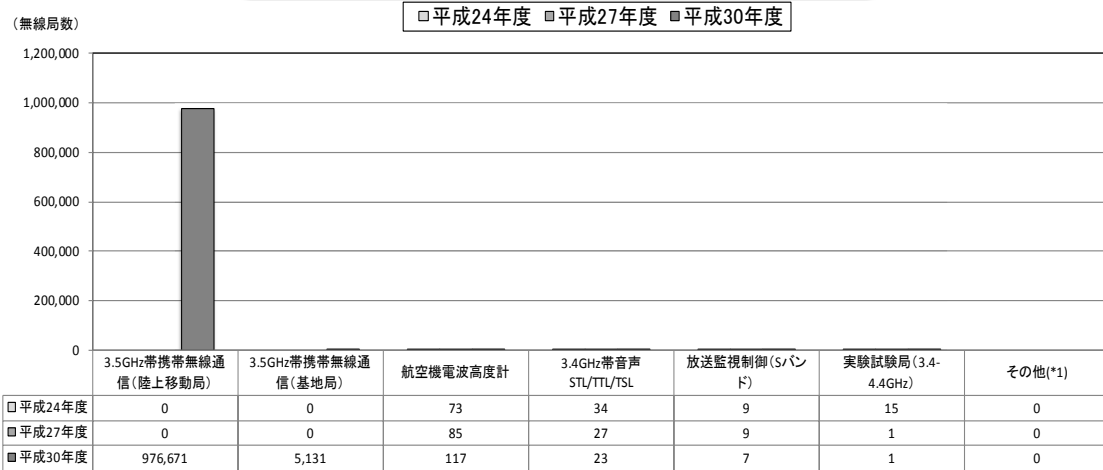 □平成24年度 ■平成27年度 ■平成30年度
（無線局数）
1,200,000
1,000,000
800,000
600,000
400,000
200,000
0
3.5GHz帯携帯無線通信（陸上移動局） 3.5GHz帯携帯無線通信（基地局） 航空機電波高度計 3.4GHz帯音声STL/TTL/TSL 放送監視制御（Sバンド） 実験試験局（3.4-4.4GHz） その他(*1)
□平成24年度 0 0 73 34 9 15 0
■平成27年度 0 0 85 27 9 1 0
■平成30年度 976,671 5,131 117 23 7 1 0